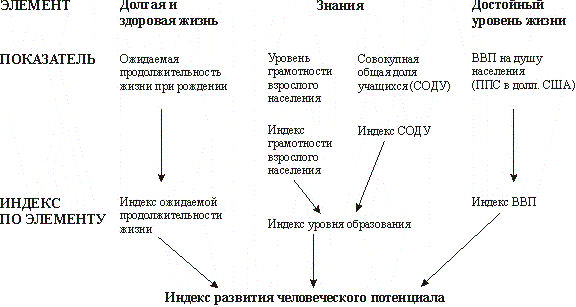 ЭЛЕМЕНТ
Долгая и
здоровая жизнь
Знания
Достойный
уровень жизни
ПОКАЗАТЕЛЬ
Ожидаемая
продолжительность
жизни при рождении
Уровень
грамотности
взрослого
населения
Совокупная
общая доля
учащихся (СОДУ)
ВВП на душу
населения
(ППС в долл. США)
Индекс
грамотности
взрослого
населения
Индекс СОДУ
ИНДЕКС
ПО ЭЛЕМЕНТУ
Индекс ожидаемой
продолжительности
жизни
Индекс уровня образования
Индекс ВВП
Индекс развития человеческого потенциала